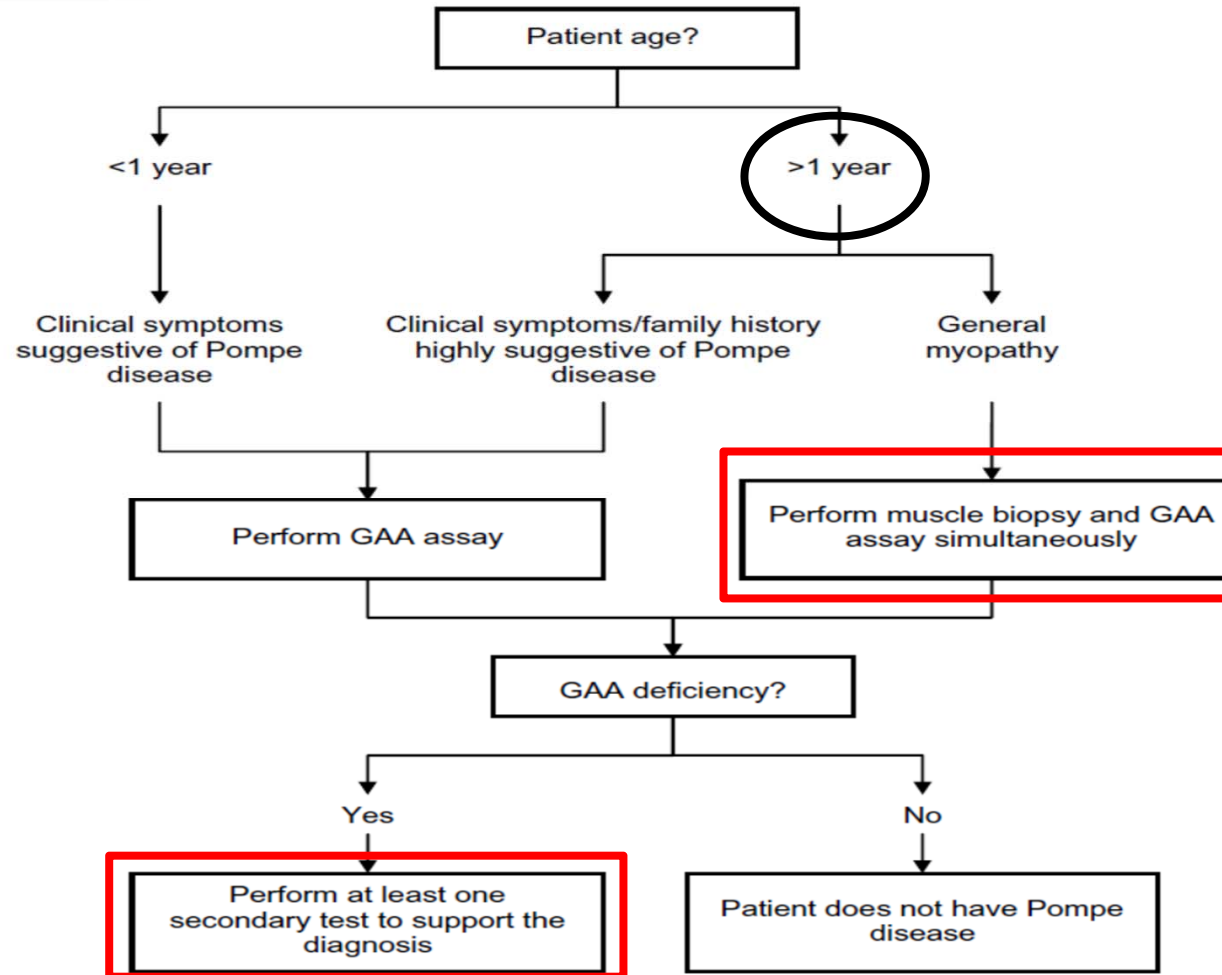 Patient age?
<1 year
>1 year
Clinical symptoms
suggestive of Pompe
disease
Clinical symptoms/family history
highly suggestive of Pompe
disease
General
myopathy
Perform GAA assay
Perform muscle biopsy and GAA
assay simultaneously
GAA deficiency?
Yes
No
Perform at least one
secondary test to support the
diagnosis
Patient does not have Pompe
disease